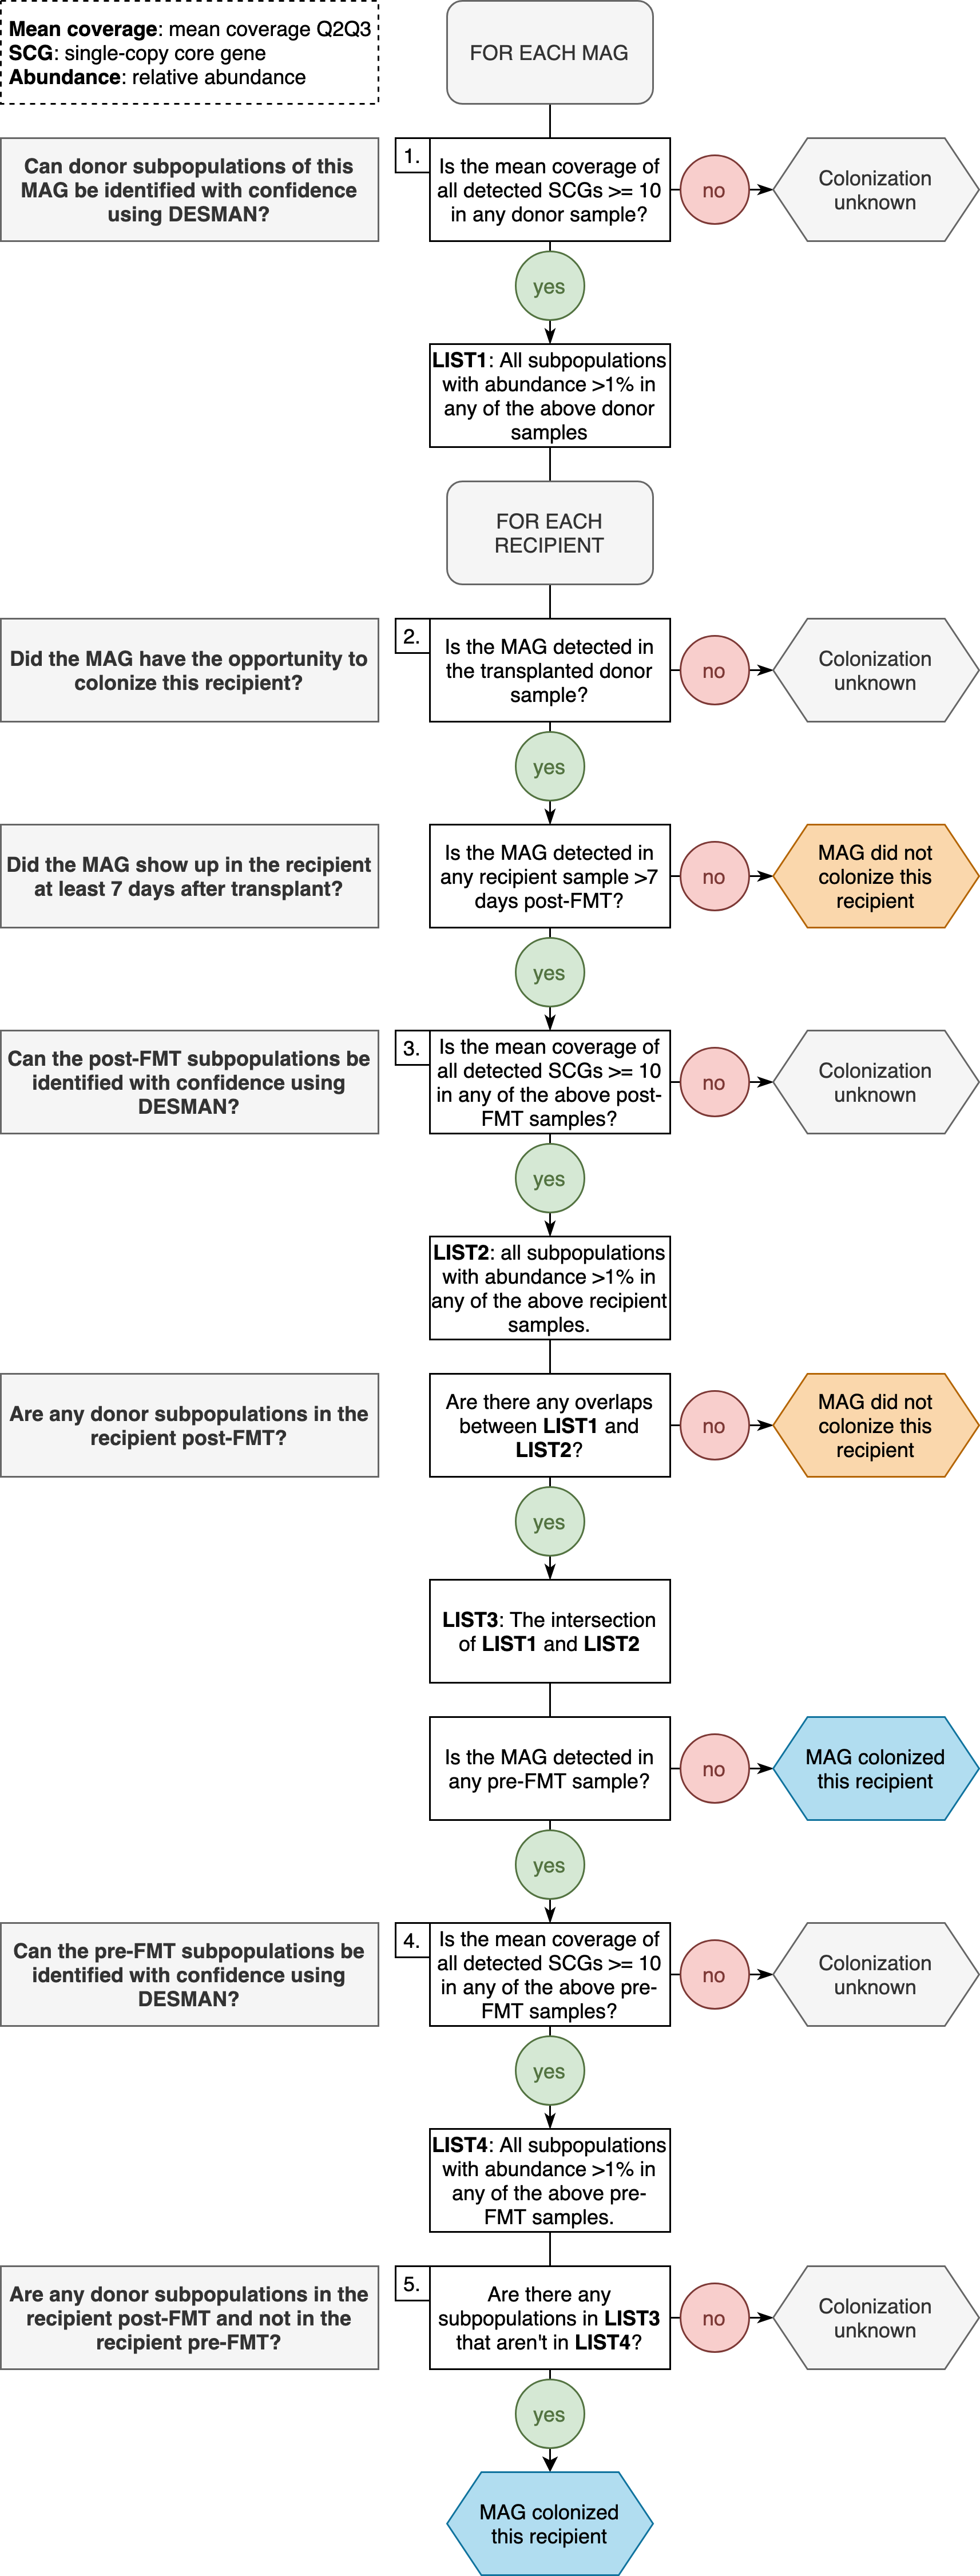 Mean coverage: mean coverage Q2Q3
SCG: single-copy core gene
Abundance: relative abundance
FOR EACH MAG
Can donor subpopulations of this
MAG be identified with confidence
using DESMAN?
1.
Is the mean coverage of
all detected SCGs >= 10
in any donor sample?
no
Colonization
unknown
yes
LIST1: All subpopulations
with abundance >1% in
any of the above donor
samples
FOR EACH
RECIPIENT
Did the MAG have the opportunity to
colonize this recipient?
2.
Is the MAG detected in
the transplanted donor
sample?
no
Colonization
unknown
yes
Did the MAG show up in the recipient
at least 7 days after transplant?
Is the MAG detected in
any recipient sample >7
days post-FMT?
no
MAG did not
colonize this
recipient
yes
Can the post-FMT subpopulations be
identified with confidence using
DESMAN?
3.
Is the mean coverage of
all detected SCGs >= 10
in any of the above post-
FMT samples?
no
Colonization
unknown
yes
LIST2: all subpopulations
with abundance >1% in
any of the above recipient
samples.
Are any donor subpopulations in the
recipient post-FMT?
Are there any overlaps
between LIST1 and
LIST2?
no
MAG did not
colonize this
recipient
yes
LIST3: The intersection
of LIST1 and LIST2
Is the MAG detected in
any pre-FMT sample?
no
MAG colonized
this recipient
yes
Can the pre-FMT subpopulations be
identified with confidence using
DESMAN?
4.
Is the mean coverage of
all detected SCGs >= 10
in any of the above pre-
FMT samples?
no
Colonization
unknown
yes
LIST4: All subpopulations
with abundance >1% in
any of the above pre-
FMT samples.
Are any donor subpopulations in the
recipient post-FMT and not in the
recipient pre-FMT?
5.
Are there any
subpopulations in LIST3
that aren't in LIST4?
no
Colonization
unknown
yes
MAG colonized
this recipient